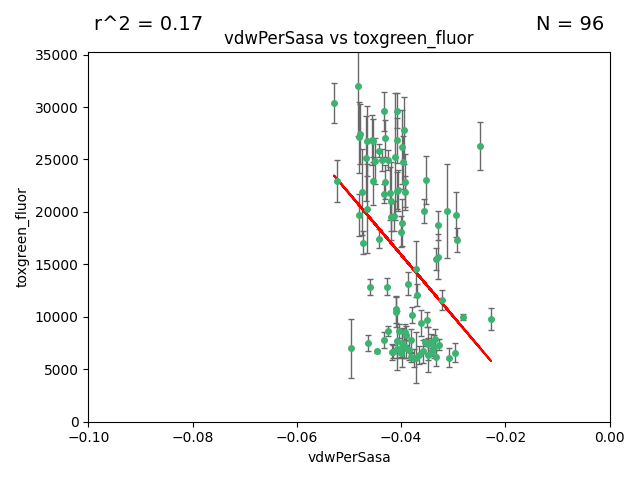 r^2 = 0.17
N = 96
vdwPerSasa vs toxgreen_fluor
35000
30000
25000
20000
15000
10000
5000
0
toxgreen_fluor
−0.10
−0.08
−0.06
−0.04
−0.02
0.00
vdwPerSasa